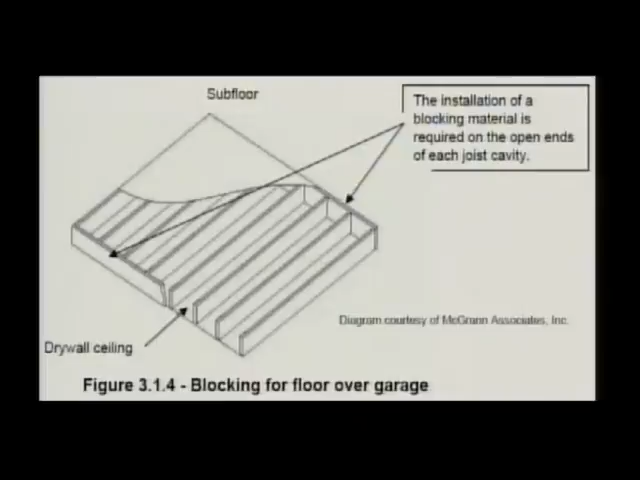 Subfloor
The installation of a
blocking material is
required on the open ends
of each joist cavity.
Diagram courtesy of McGrann Associates, Inc.
Drywall ceiling
Figure 3.1.4 - Blocking for floor over garage